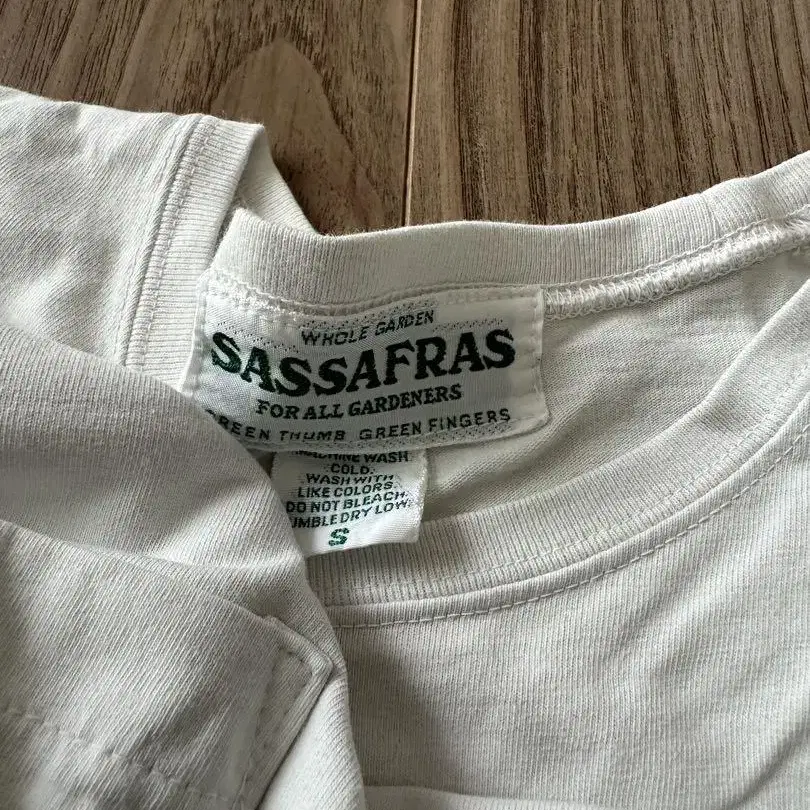 WHOLE GARDEN
SASSAFRAS
FOR ALL GARDENERS
GREEN THUMB GREEN FINGERS
MACHINE WASH
COLD.
WASH WITH
LIKE COLORS.
DO NOT BLEACH.
TUMBLE DRY LOW.
S